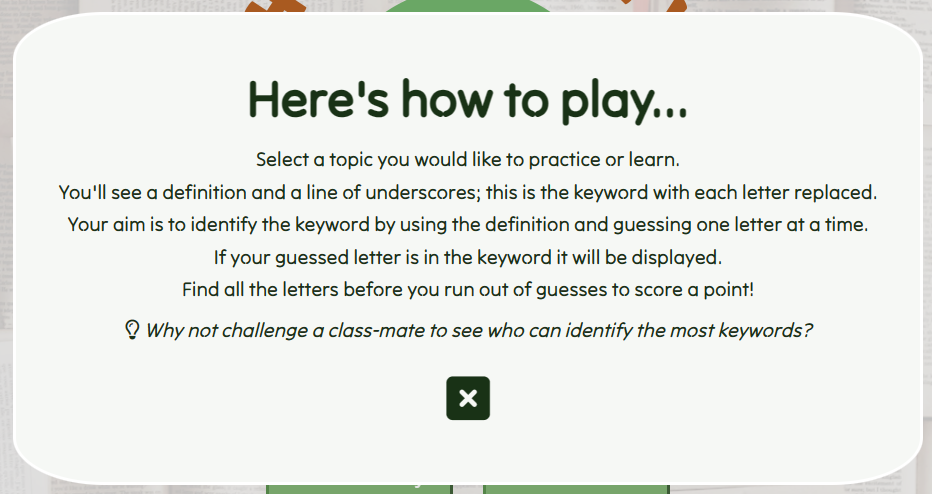 Here's how to play...
Select a topic you would like to practice or learn.
You'll see a definition and a line of underscores; this is the keyword with each letter replaced.
Your aim is to identify the keyword by using the definition and guessing one letter at a time.
If your guessed letter is in the keyword it will be displayed.
Find all the letters before you run out of guesses to score a point!
Why not challenge a class-mate to see who can identify the most keywords?